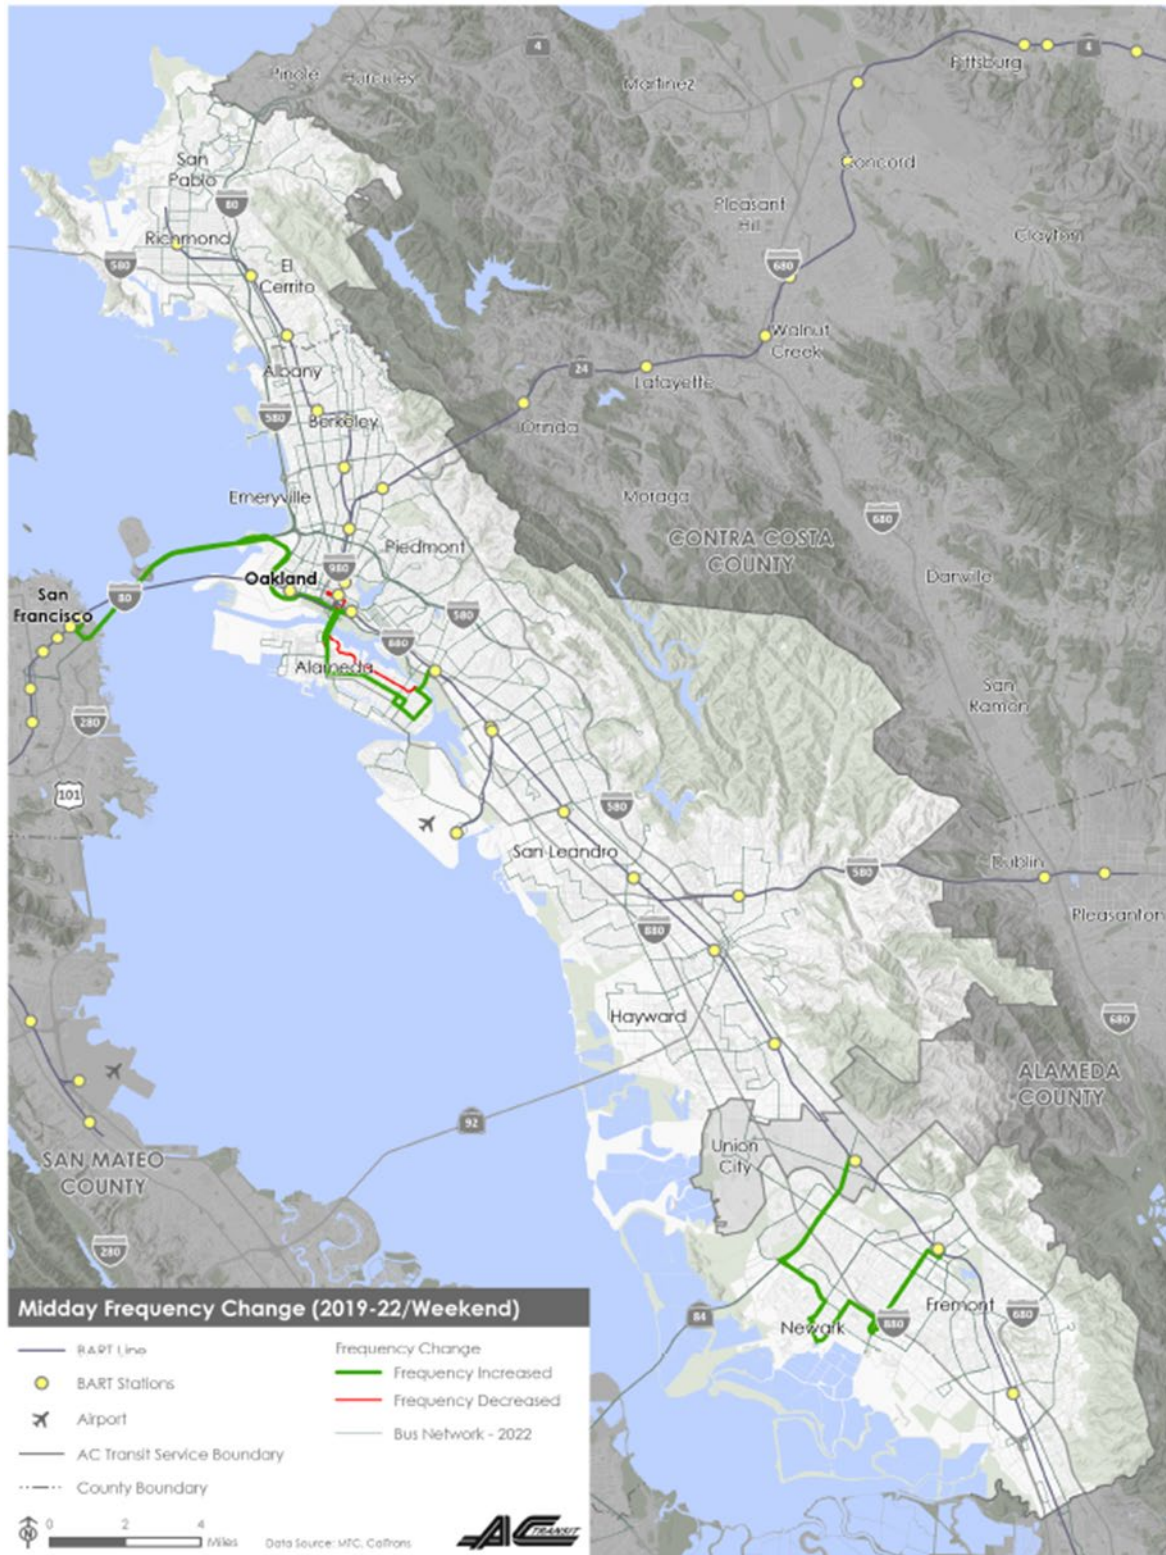 4
Pinole
Hercules
Martinez
Pittsburg
4
San
Pablo
Concord
80
Pleasant
Hill
Clayton
Richmond
580
El
Cerrito
680
Walnut
Creek
24
Albany
Lafayette
580
Berkeley
Orinda
Emeryville
Moraga
680
CONTRA COSTA
COUNTY
Piedmont
980
Oakland
Danville
San
Francisco
80
580
880
Alameda
San
Ramon
280
101
580
San Leandro
580
Dublin
Pleasanton
880
Hayward
680
ALAMEDA
COUNTY
92
Union
City
SAN MATEO
COUNTY
280
84
Newark
880
Fremont
680
Midday Frequency Change (2019-22/Weekend)
BART Line
BART Stations
Airport
AC Transit Service Boundary
County Boundary
Frequency Change
Frequency Increased
Frequency Decreased
Bus Network - 2022
N
0 2 4
Miles
Data Source: MTC, Caltrans
AC TRANSIT